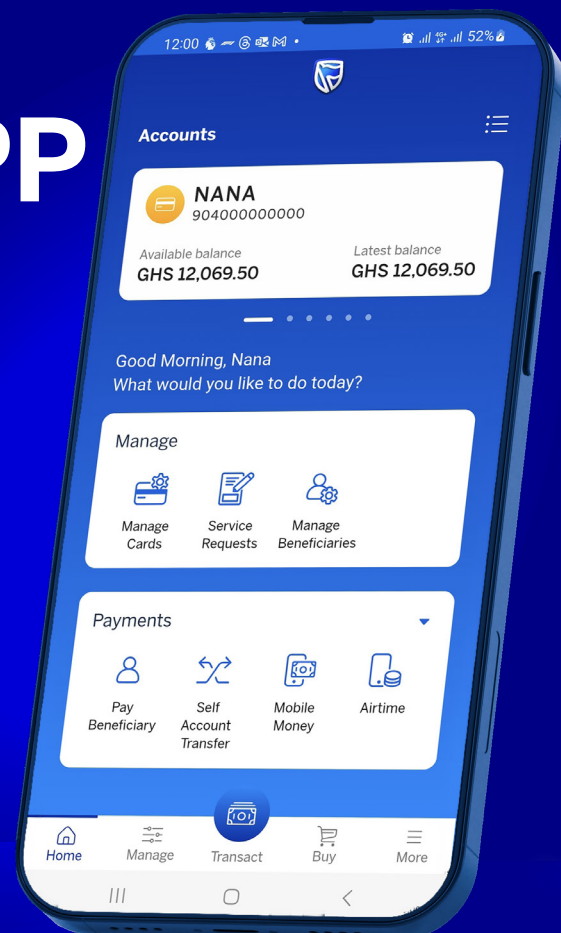 PP
12:00
4G+
52%
Accounts
NANA
904000000000
Available balance
Latest balance
GHS 12,069.50
GHS 12,069.50
Good Morning, Nana
What would you like to do today?
Manage
Manage
Cards
Service
Requests
Manage
Beneficiaries
Payments
Pay
Beneficiary
Self
Account
Transfer
Mobile
Money
Airtime
Home
Manage
Transact
Buy
More